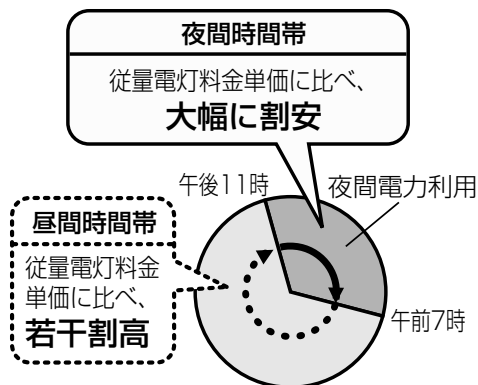 夜間時間帯
従量電灯料金単価に比べ、
大幅に割安
午後11時
夜間電力利用
昼間時間帯
従量電灯料金
単価に比べ、
若干割高
午前7時